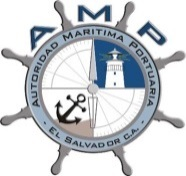 AMP
AUTORIDAD MARITIMA PORTUARIA
- EL SALVADOR C.A. -